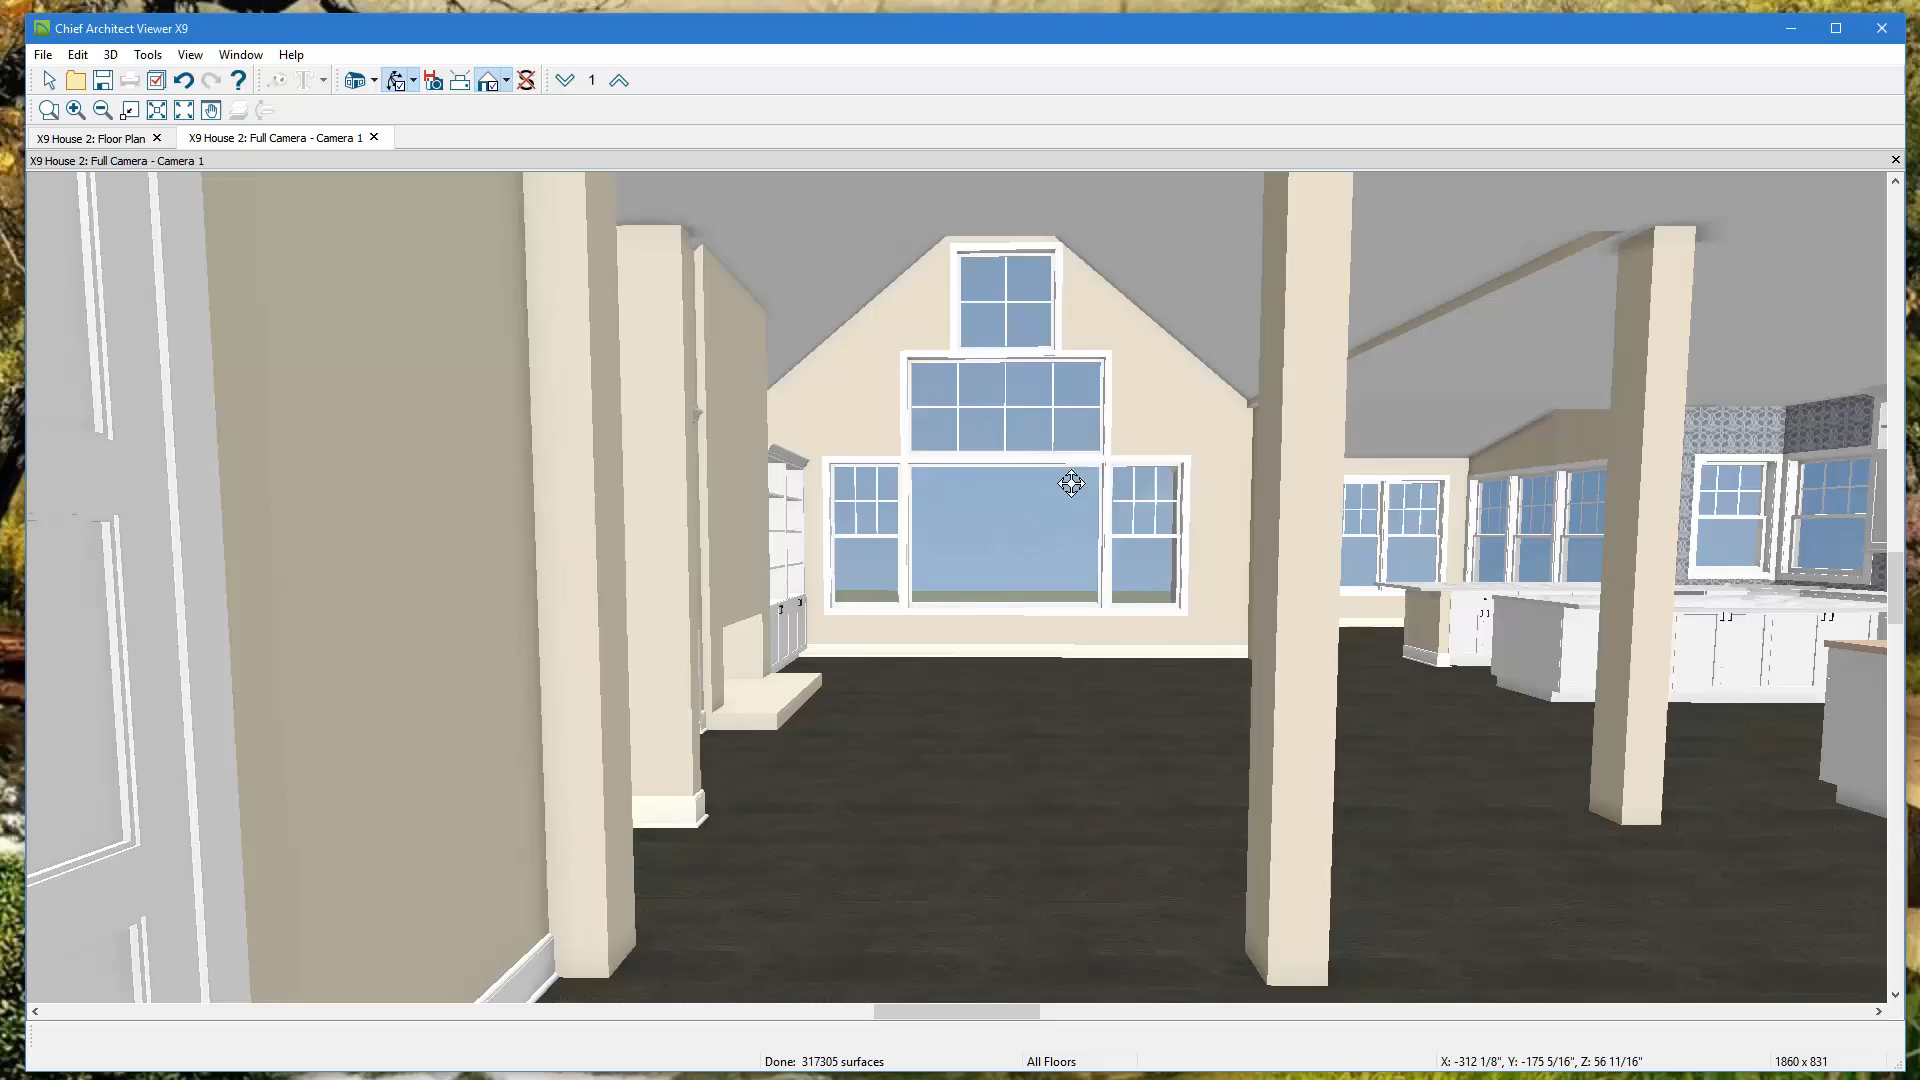 Chief Architect Viewer X9
File Edit 3D Tools View Window Help
1
X9 House 2: Floor Plan X9 House 2: Full Camera - Camera 1
X9 House 2: Full Camera - Camera 1
Done: 317305 surfaces All Floors X: -312 1/8", Y: -175 5/16", Z: 56 11/16" 1860 x 831